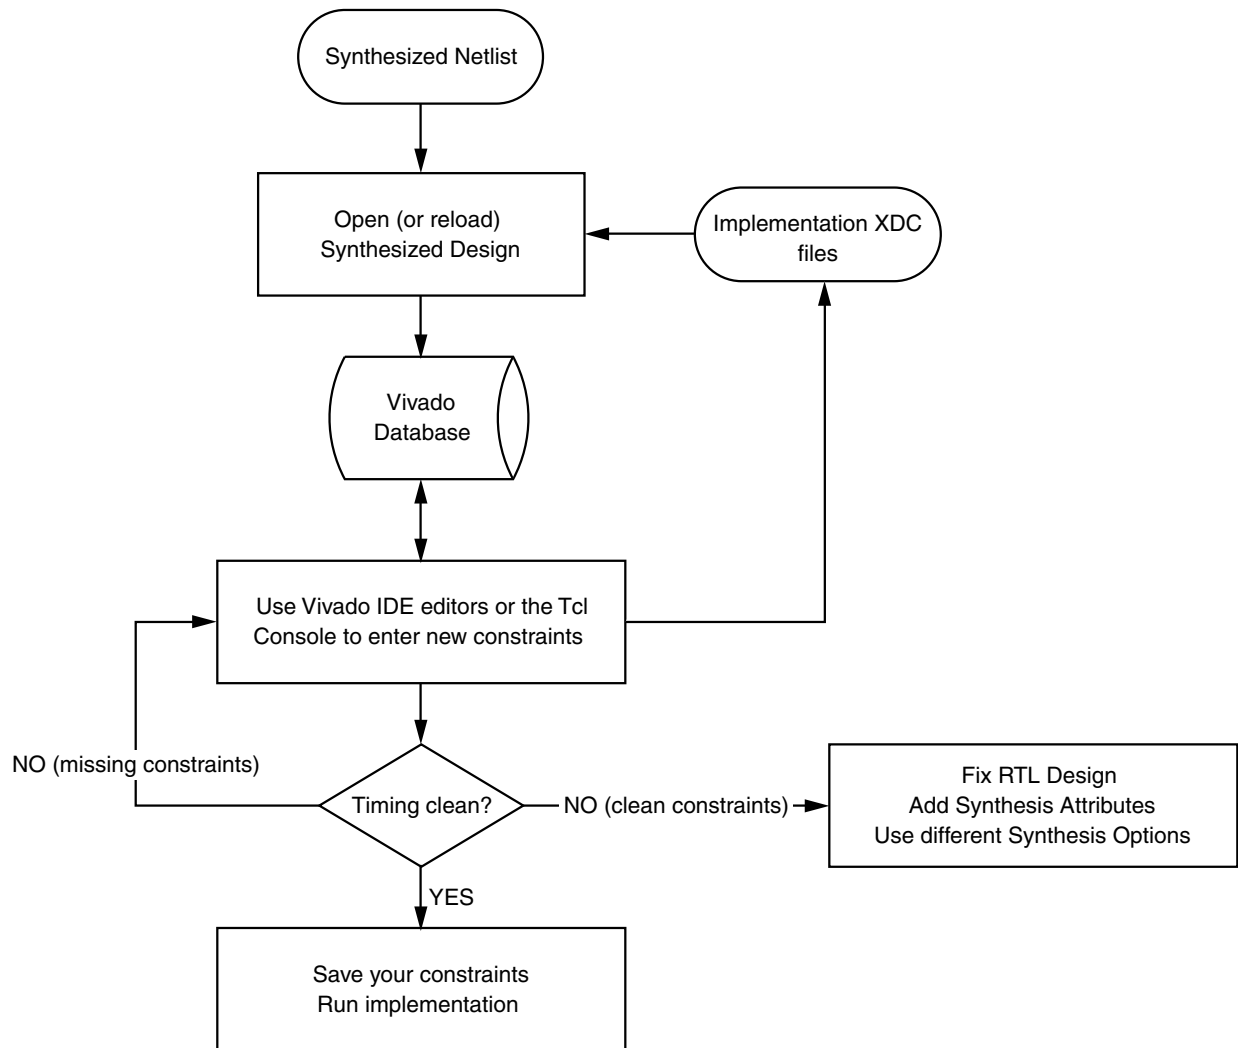 Synthesized Netlist
Open (or reload)
Synthesized Design
Implementation XDC
files
Vivado
Database
Use Vivado IDE editors or the Tcl
Console to enter new constraints
NO (missing constraints)
Timing clean?
NO (clean constraints)
Fix RTL Design
Add Synthesis Attributes
Use different Synthesis Options
YES
Save your constraints
Run implementation